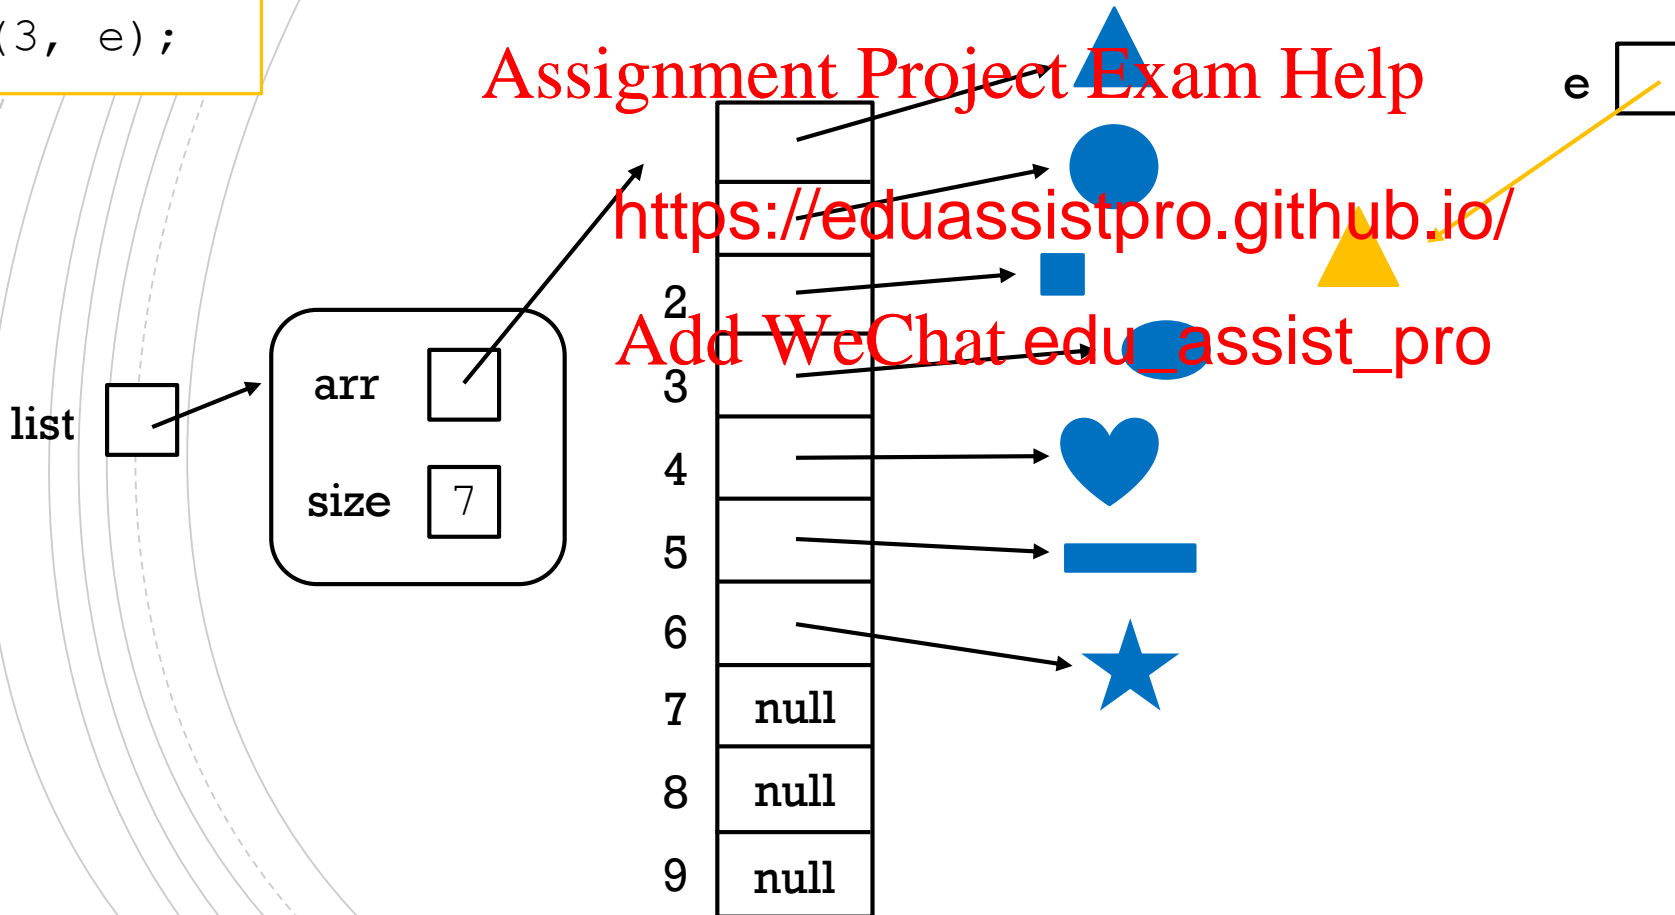 (3, e);
Assignment Project Exam Help
e
https://eduassistpro.github.io/
2
Add WeChat edu_assist_pro
arr
3
list
4
size 7
5
6
7 null
8 null
9 null